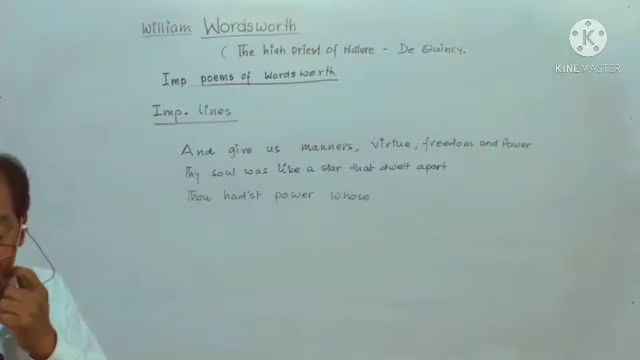 William Wordsworth
( The high Priest of Nature - De Quincy.
Imp poems of Wordsworth
Imp. lines
And give us manners, virtue, freedom and Power
Thy soul was like a star that dwelt apart
Thou had'st power whose
K
KINEMASTER